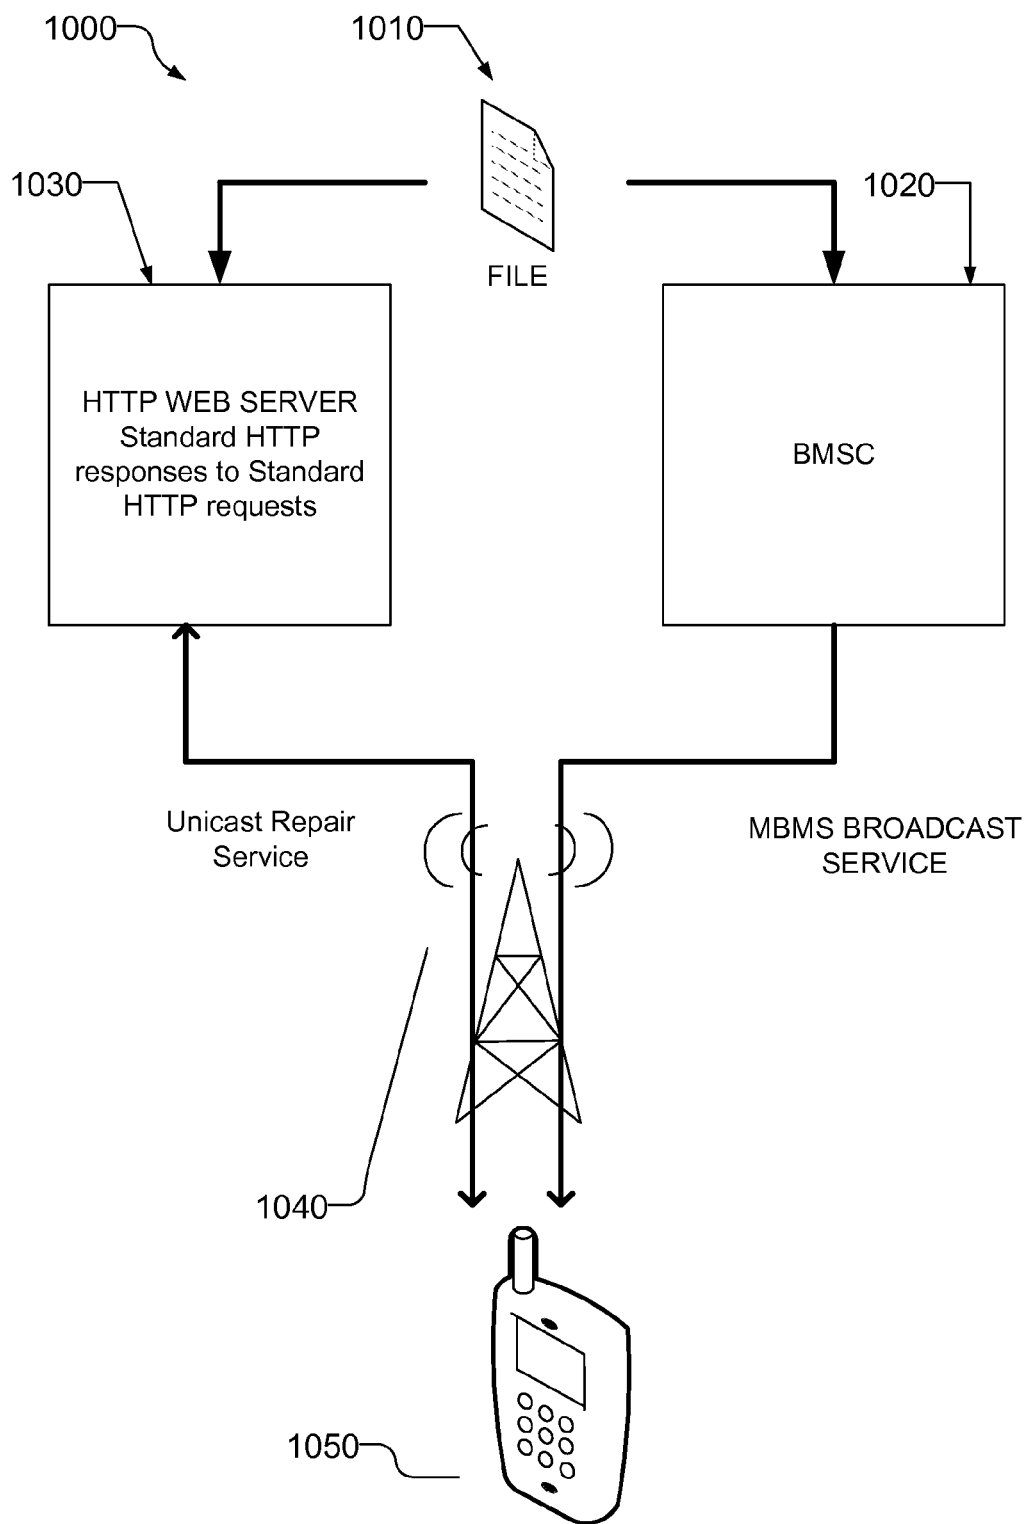 1000
1010
1030
1020
FILE
HTTP WEB SERVER
Standard HTTP
responses to Standard
HTTP requests
BMSC
Unicast Repair
Service
MBMS BROADCAST
SERVICE
1040
1050